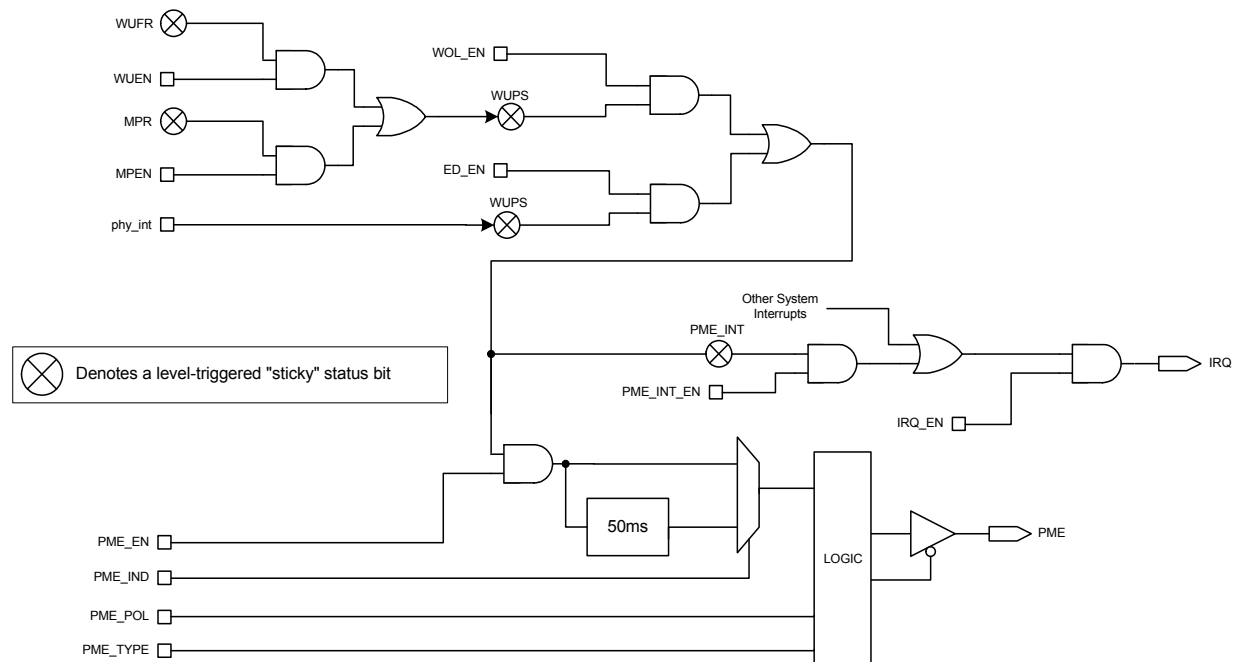 WUFR
WUEN
MPR
MPEN
phy_int
WOL_EN
WUPS
ED_EN
WUPS
Other System
Interrupts
PME_INT
PME_INT_EN
IRQ_EN
IRQ
Denotes a level-triggered "sticky" status bit
50ms
LOGIC
PME
PME_EN
PME_IND
PME_POL
PME_TYPE